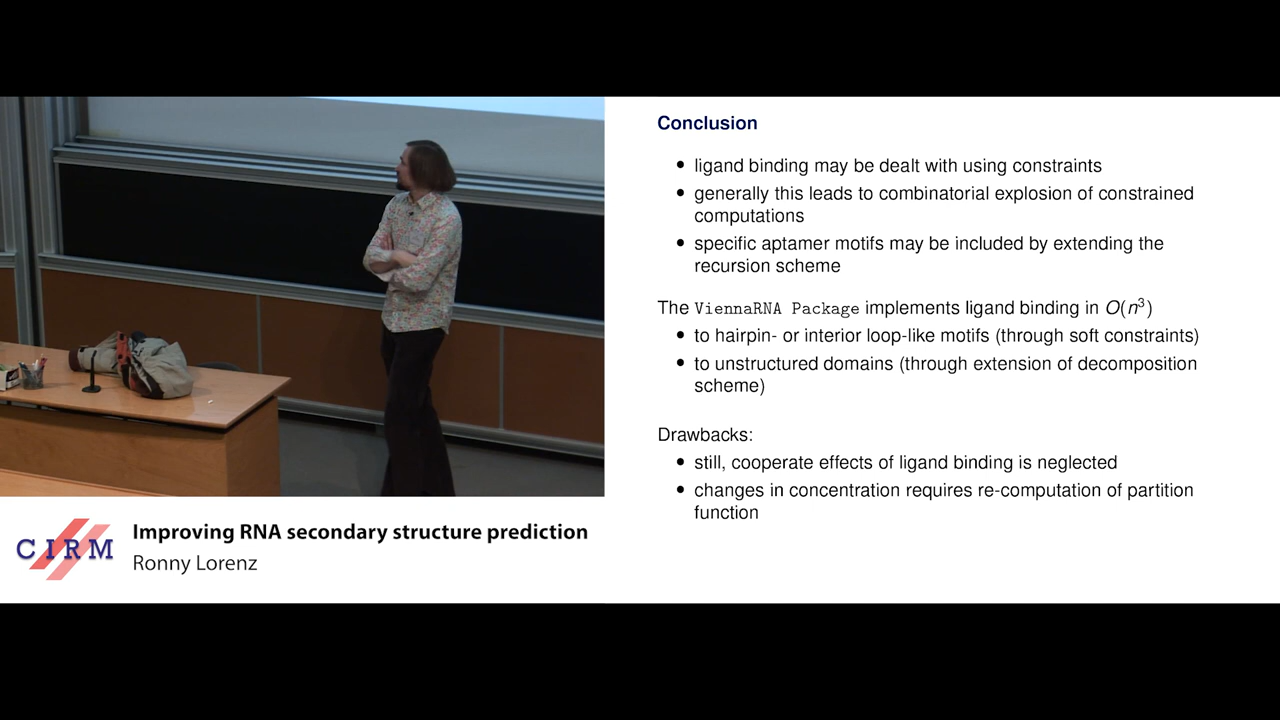 Conclusion
• ligand binding may be dealt with using constraints
• generally this leads to combinatorial explosion of constrained
computations
• specific aptamer motifs may be included by extending the
recursion scheme
The ViennaRNA Package implements ligand binding in O(n³)
• to hairpin- or interior loop-like motifs (through soft constraints)
• to unstructured domains (through extension of decomposition
scheme)
Drawbacks:
• still, cooperate effects of ligand binding is neglected
• changes in concentration requires re-computation of partition
function
CIRM
Improving RNA secondary structure prediction
Ronny Lorenz